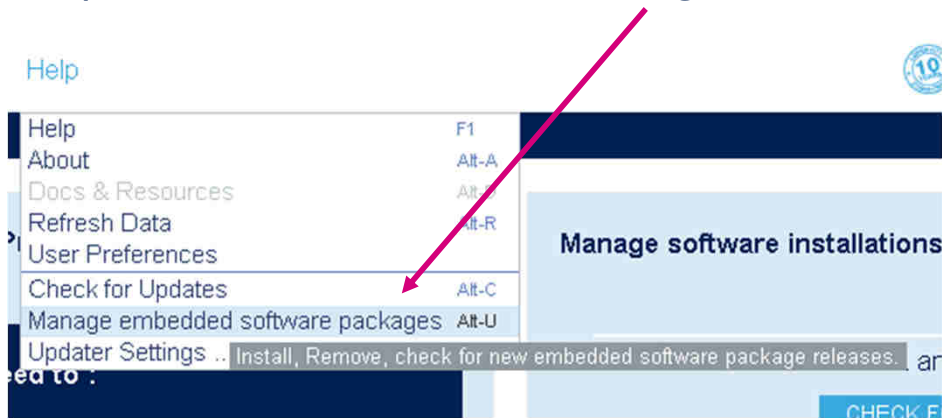 Help
10
Help F1
About Alt-A
Docs & Resources Alt-D
Refresh Data Alt-R
User Preferences
Manage software installations
Check for Updates Alt-C
Manage embedded software packages Alt-U
Updater Settings ...
Install, Remove, check for new embedded software package releases.
eed to :
CHECK F